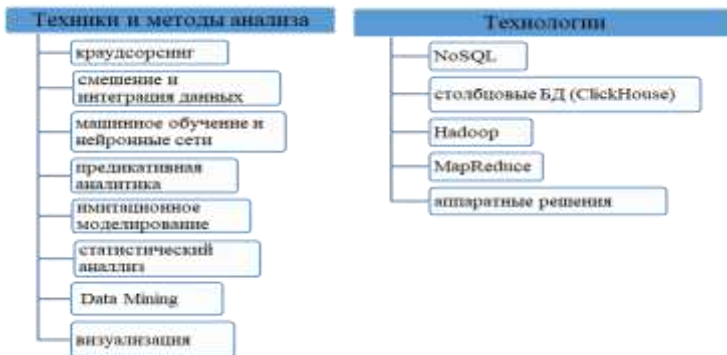 Техники и методы анализа
краудсорсинг
смешение и
интеграция данных
машинное обучение и
нейронные сети
предикативная
аналитика
имитационное
моделирование
статистический
анализ
Data Mining
визуализация
Технологии
NoSQL
столбцовые БД (ClickHouse)
Hadoop
MapReduce
аппаратные решения